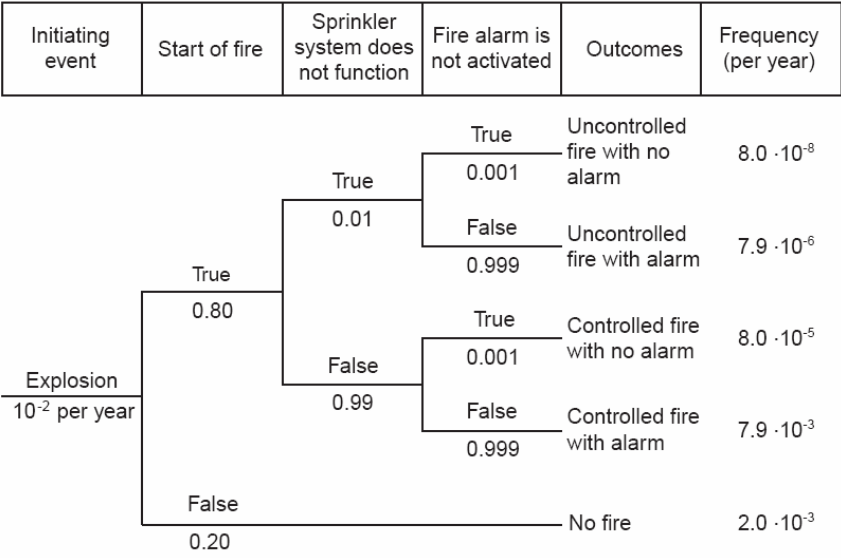 Initiating
event
Start of fire
Sprinkler
system does
not function
Fire alarm is
not activated
Outcomes
Frequency
(per year)
True
0.001
Uncontrolled
fire with no
alarm
8.0 ·10⁻⁸
True
0.01
False
0.999
Uncontrolled
fire with alarm
7.9 ·10⁻⁶
True
0.80
True
0.001
Controlled fire
with no alarm
8.0 ·10⁻⁵
False
0.99
Explosion
10⁻² per year
False
0.999
Controlled fire
with alarm
7.9 ·10⁻³
False
0.20
No fire
2.0 ·10⁻³